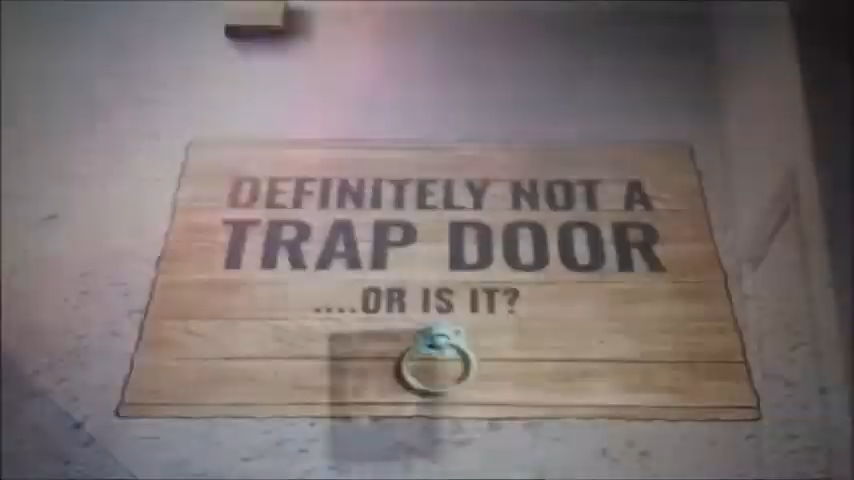 DEFINITELY NOT A
TRAP DOOR
....OR IS IT?